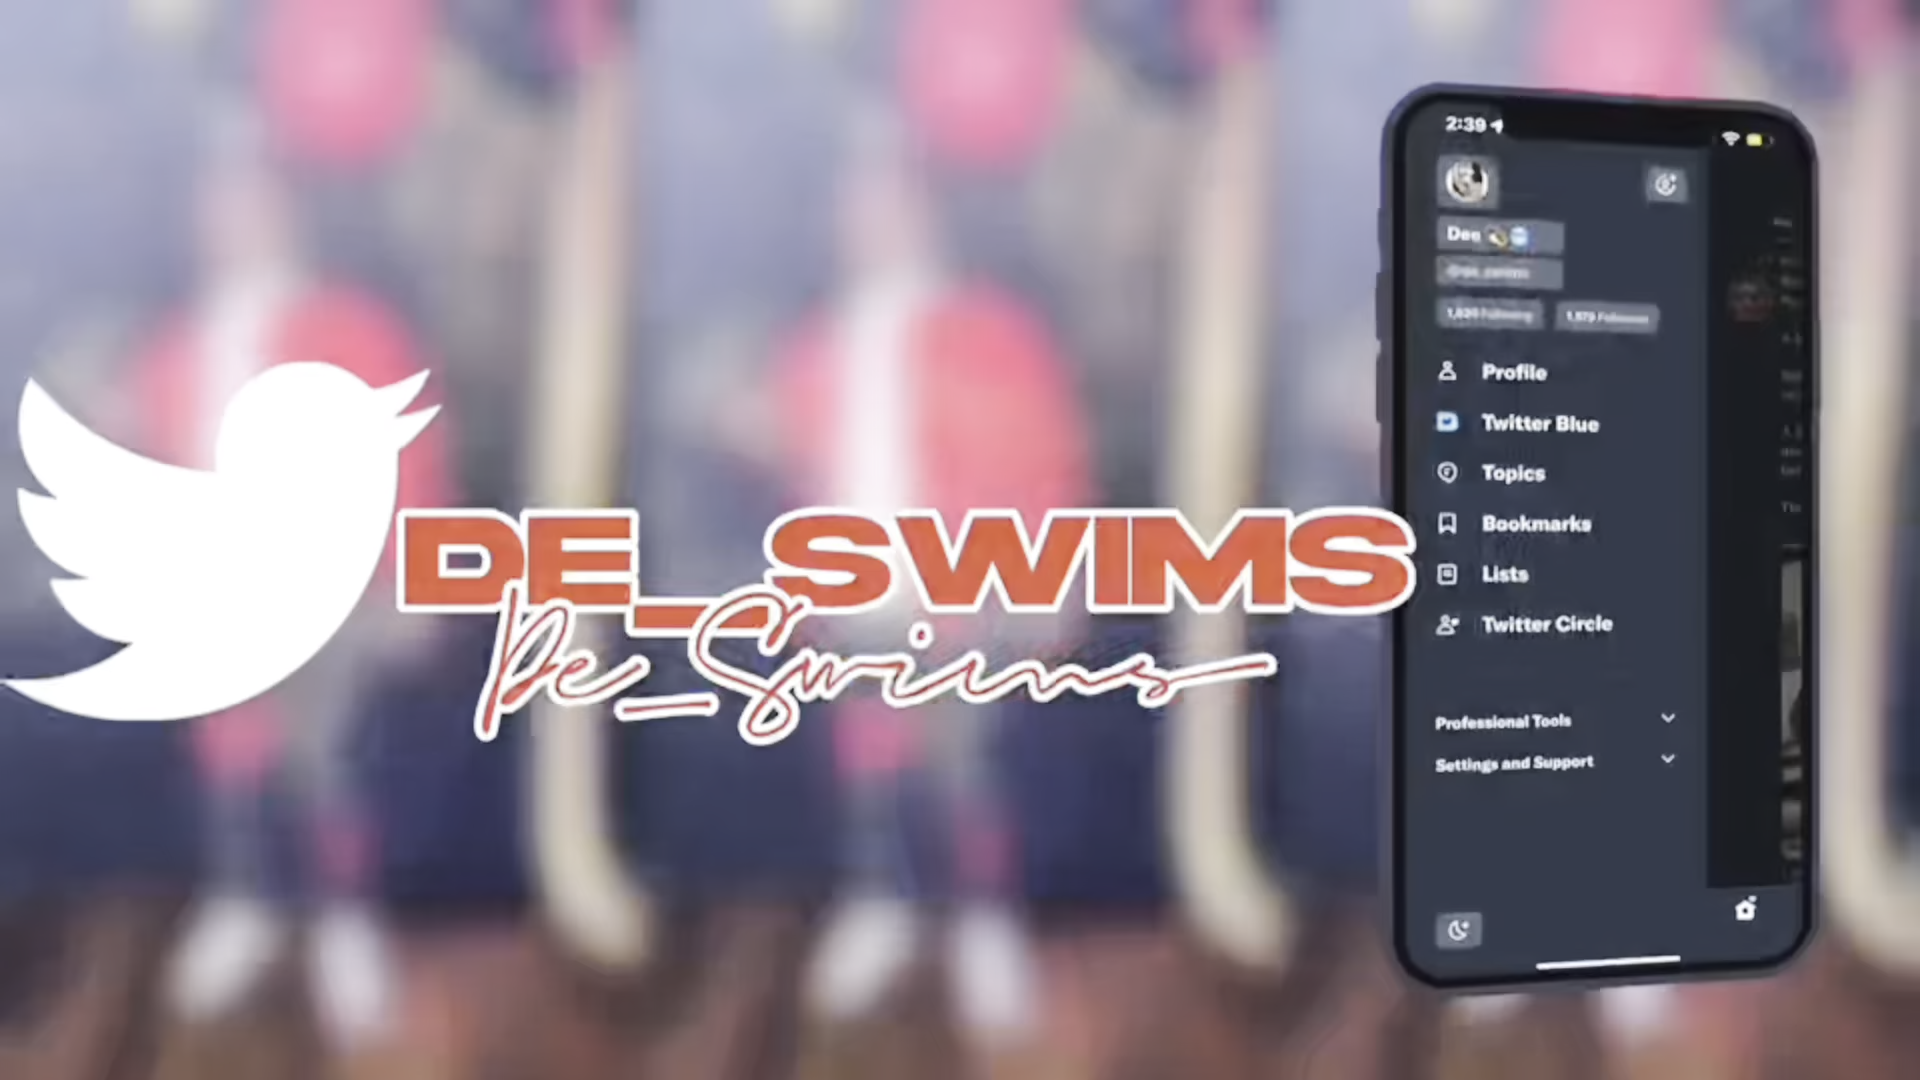 DE_SWIMS
De_Swims
2:39
Dee
Profile
Twitter Blue
Topics
Bookmarks
Lists
Twitter Circle
Professional Tools
Settings and Support